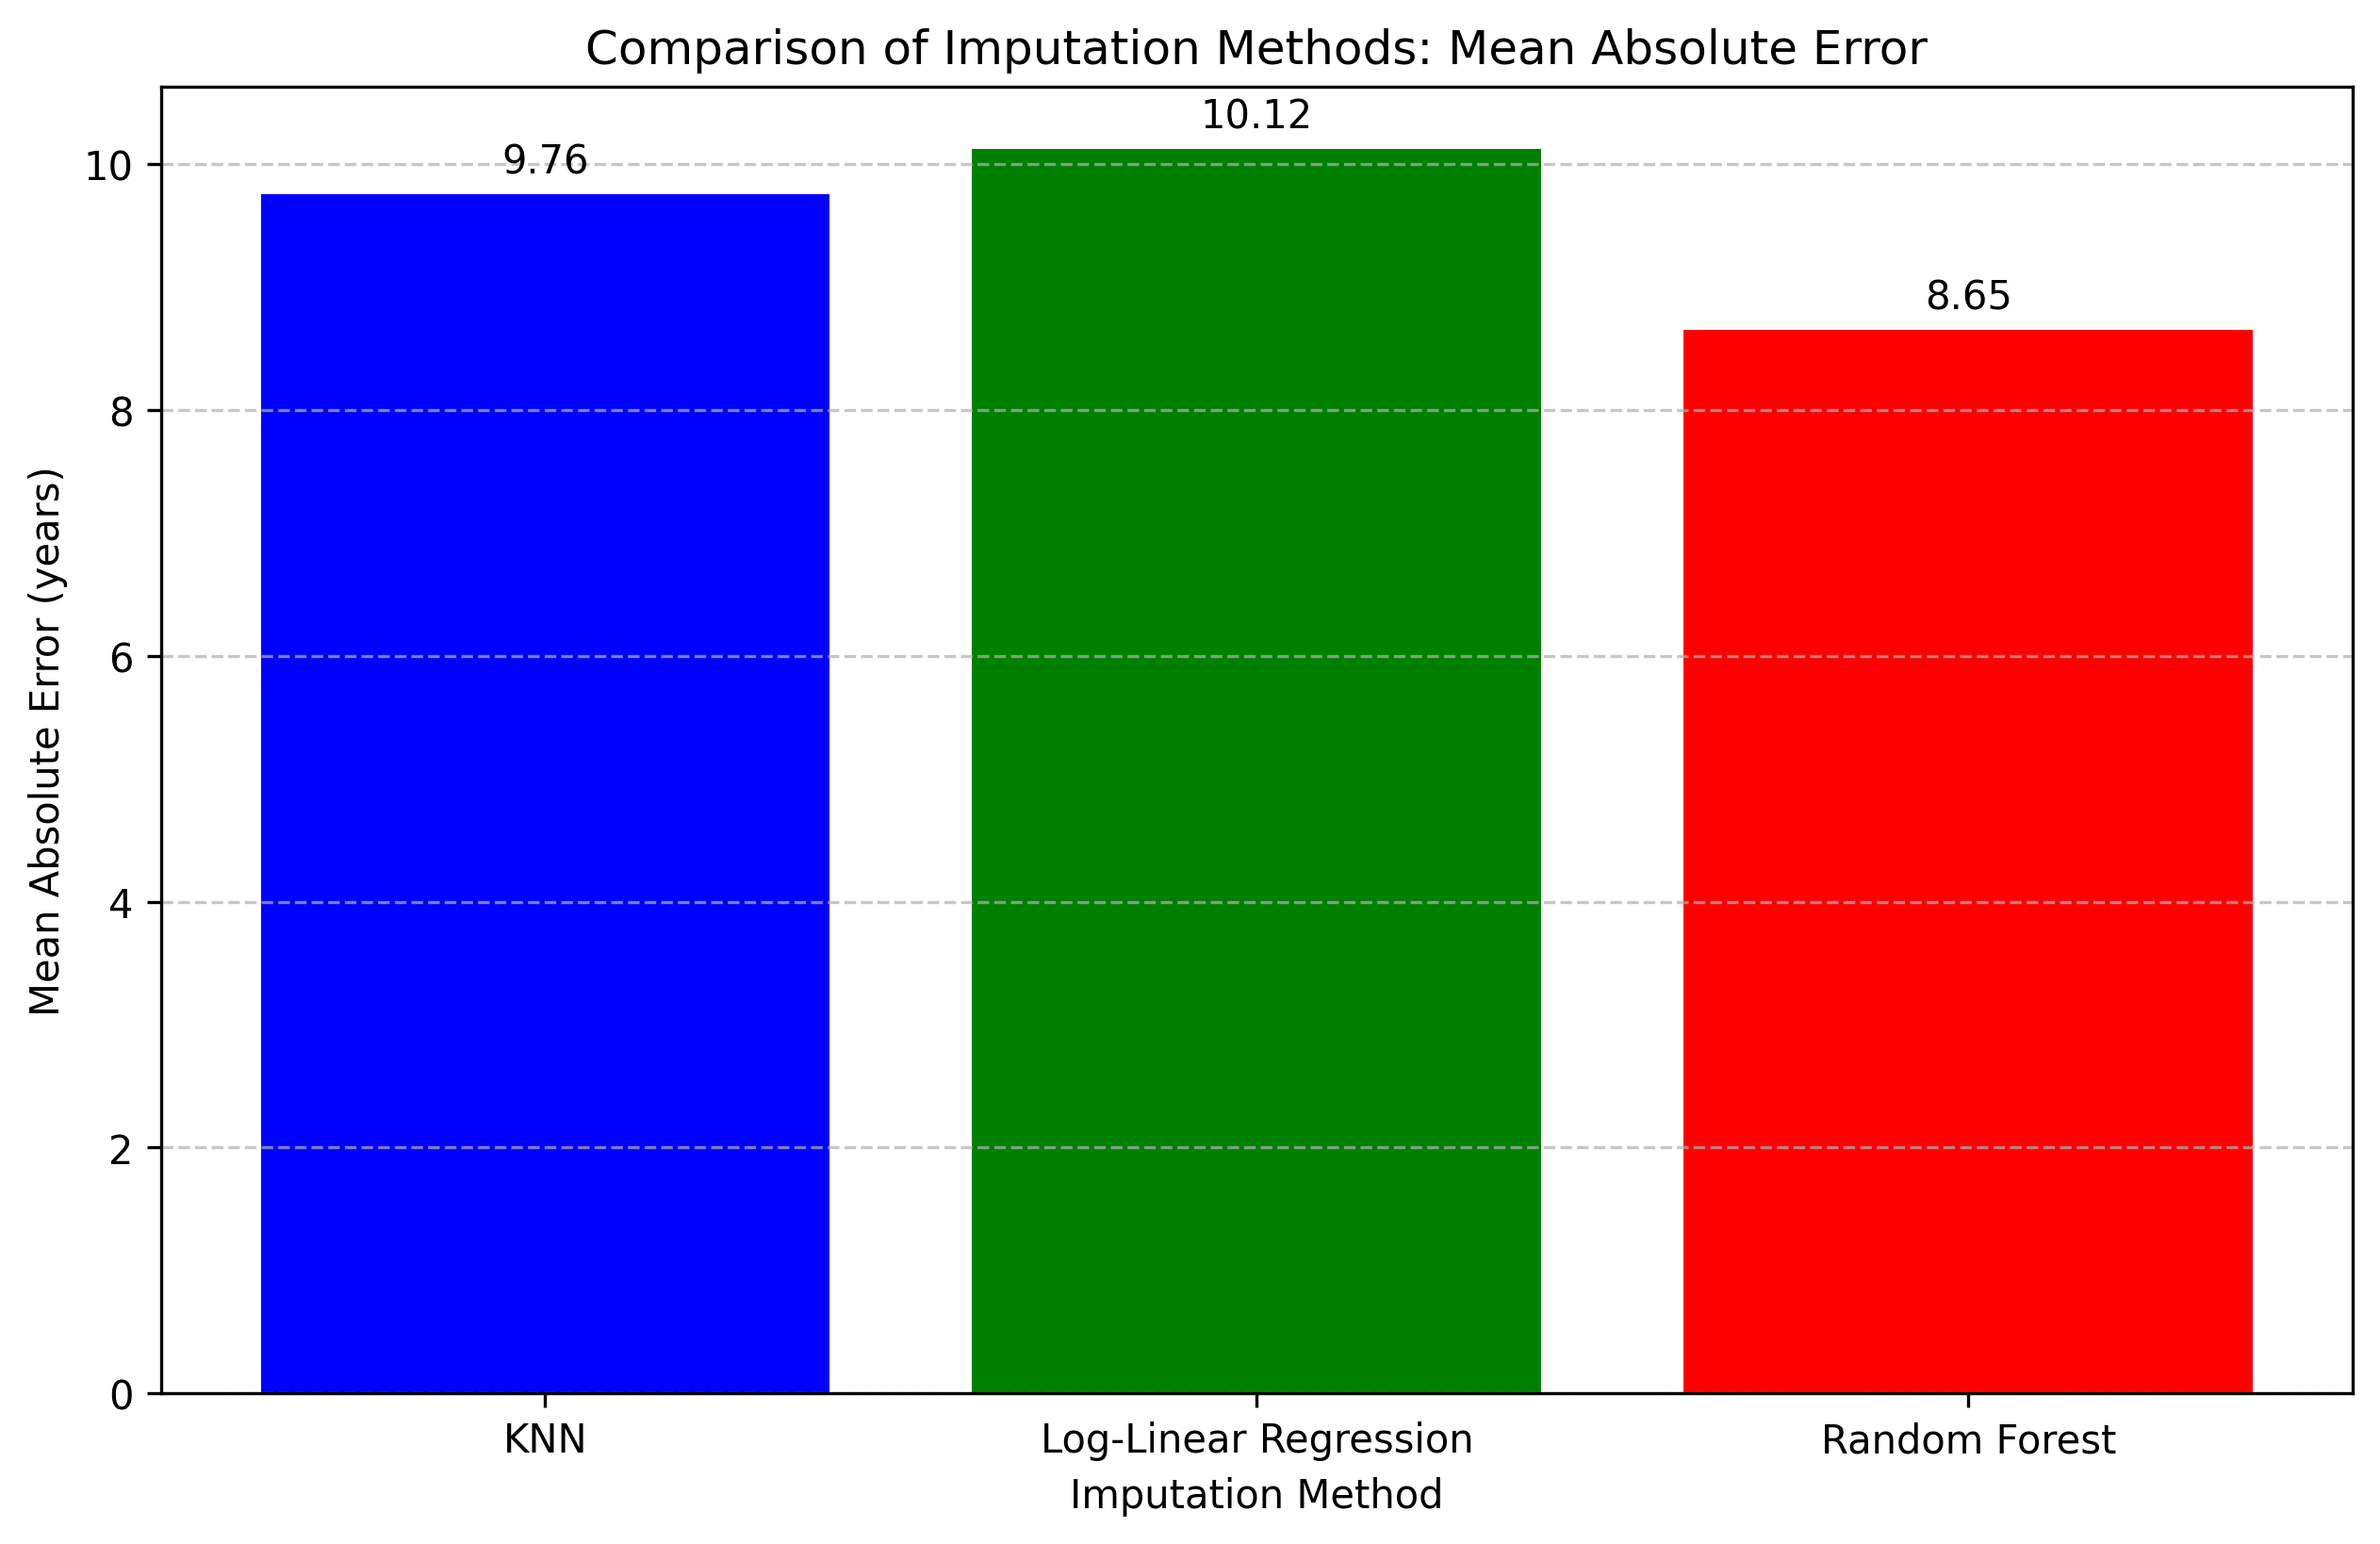 Comparison of Imputation Methods: Mean Absolute Error
10.12
9.76
8.65
10
8
6
4
2
0
Mean Absolute Error (years)
KNN
Log-Linear Regression
Random Forest
Imputation Method